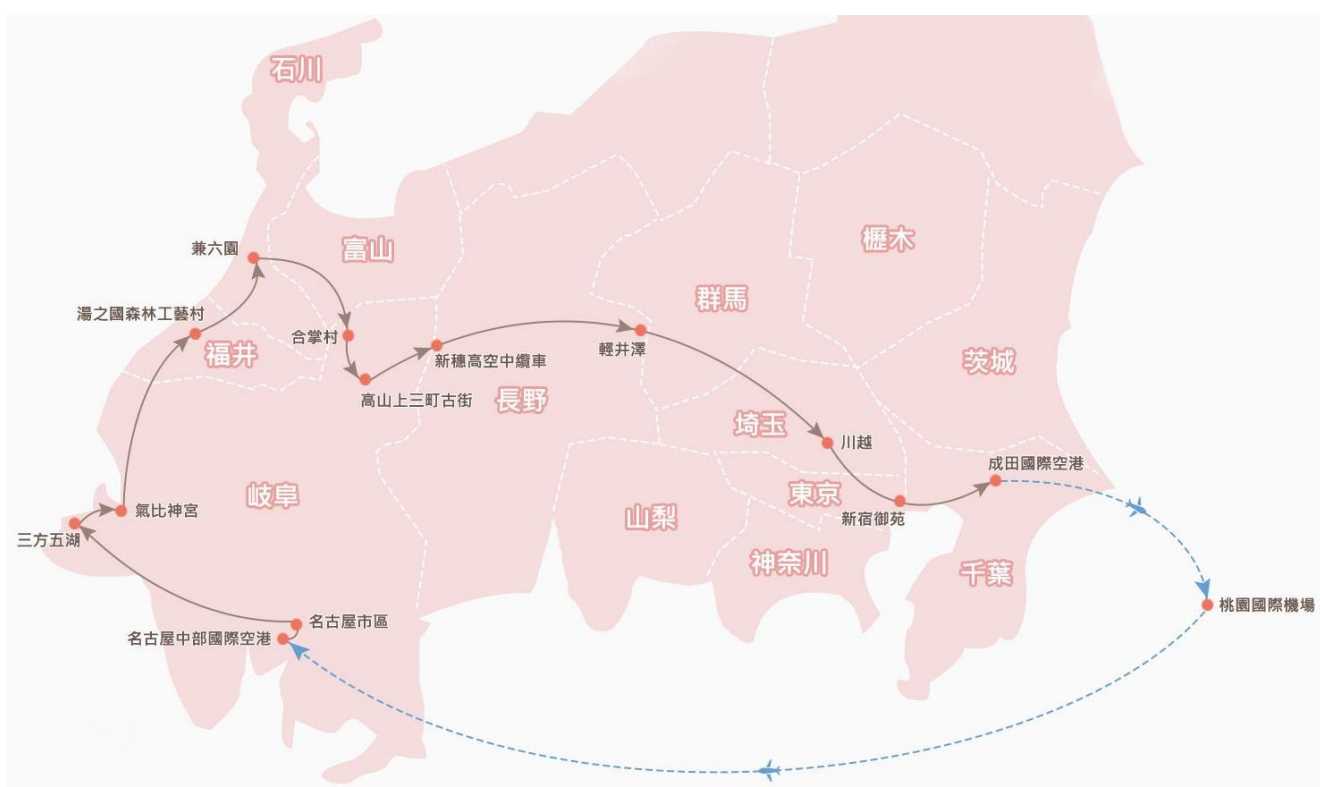 石川
櫪木
兼六園
富山
群馬
湯之國森林工藝村
福井
合掌村
新穗高空中纜車
輕井澤
茨城
高山上三町古街
長野
埼玉
川越
成田國際空港
岐阜
東京
氣比神宮
山梨
新宿御苑
三方五湖
神奈川
千葉
桃園國際機場
名古屋市區
名古屋中部國際空港